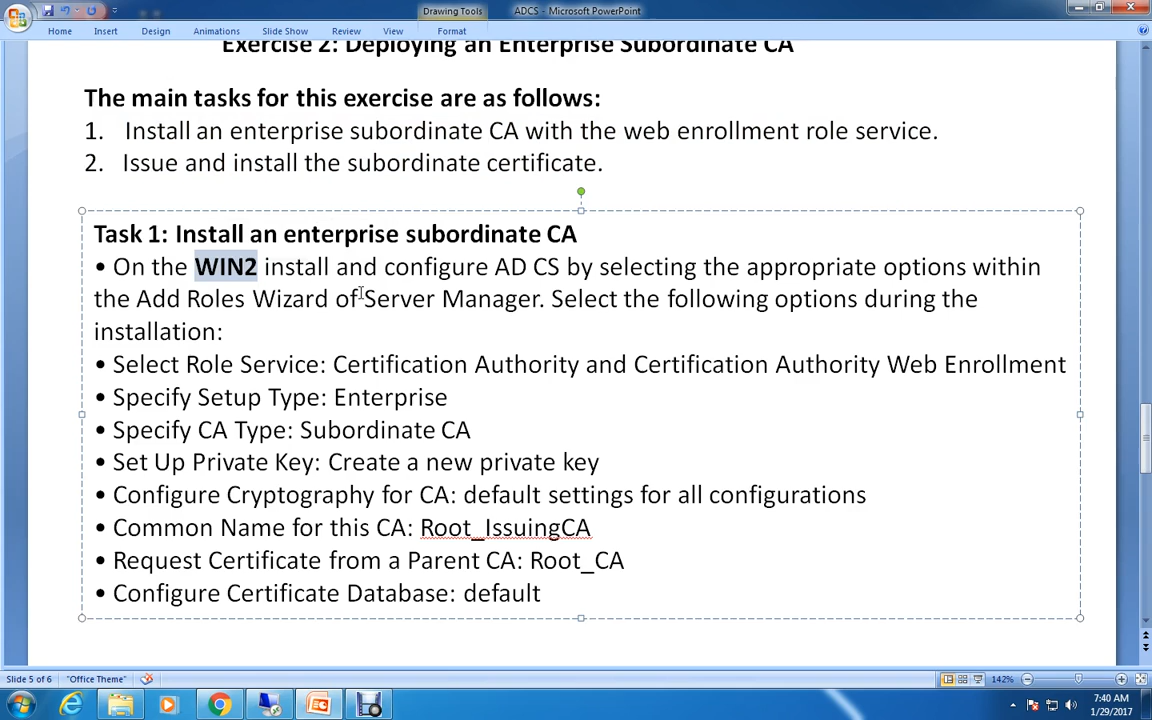 Drawing Tools
ADCS - Microsoft PowerPoint
Home Insert Design Animations Slide Show Review View Format
Exercise 2: Deploying an Enterprise Subordinate CA
The main tasks for this exercise are as follows:
1. Install an enterprise subordinate CA with the web enrollment role service.
2. Issue and install the subordinate certificate.
Task 1: Install an enterprise subordinate CA
• On the WIN2 install and configure AD CS by selecting the appropriate options within
the Add Roles Wizard of Server Manager. Select the following options during the
installation:
• Select Role Service: Certification Authority and Certification Authority Web Enrollment
• Specify Setup Type: Enterprise
• Specify CA Type: Subordinate CA
• Set Up Private Key: Create a new private key
• Configure Cryptography for CA: default settings for all configurations
• Common Name for this CA: Root_IssuingCA
• Request Certificate from a Parent CA: Root_CA
• Configure Certificate Database: default
Slide 5 of 6 "Office Theme" 142%
7:40 AM
1/29/2017